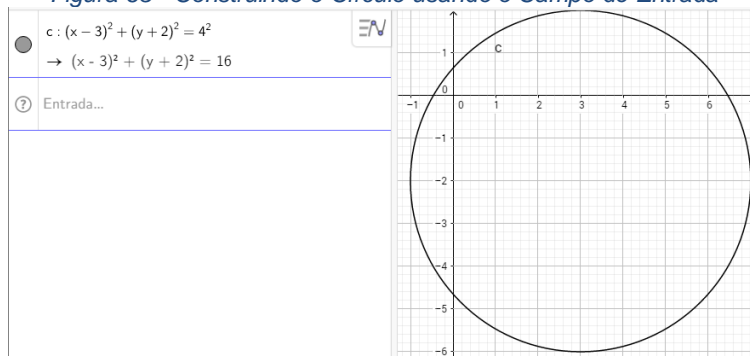 Figura 68 - Construindo o Círculo usando o Campo de Entrada
c : (x − 3)² + (y + 2)² = 4²
→ (x - 3)² + (y + 2)² = 16
Entrada...
c
1
0
−1 0 1 2 3 4 5 6
−1
−2
−3
−4
−5
−6